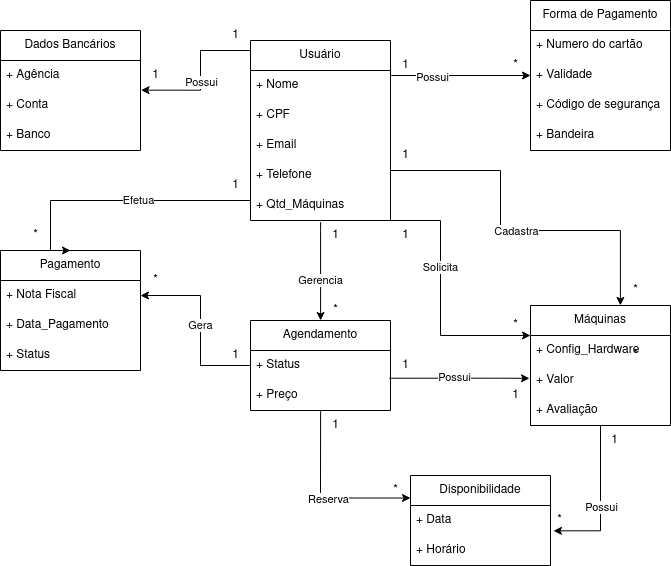 Forma de Pagamento
+ Numero do cartão
+ Validade
+ Código de segurança
+ Bandeira
Dados Bancários
+ Agência
+ Conta
+ Banco
1
1
Possui
Usuário
+ Nome
+ CPF
+ Email
+ Telefone
+ Qtd_Máquinas
1
*
Possui
1
Cadastra
*
1
Efetua
*
1
Solicita
*
1
Gerencia
*
Pagamento
+ Nota Fiscal
+ Data_Pagamento
+ Status
*
Gera
1
Agendamento
+ Status
+ Preço
1
Possui
1
Máquinas
+ Config_Hardware
+ Valor
+ Avaliação
1
Reserva
*
1
Possui
*
Disponibilidade
+ Data
+ Horário